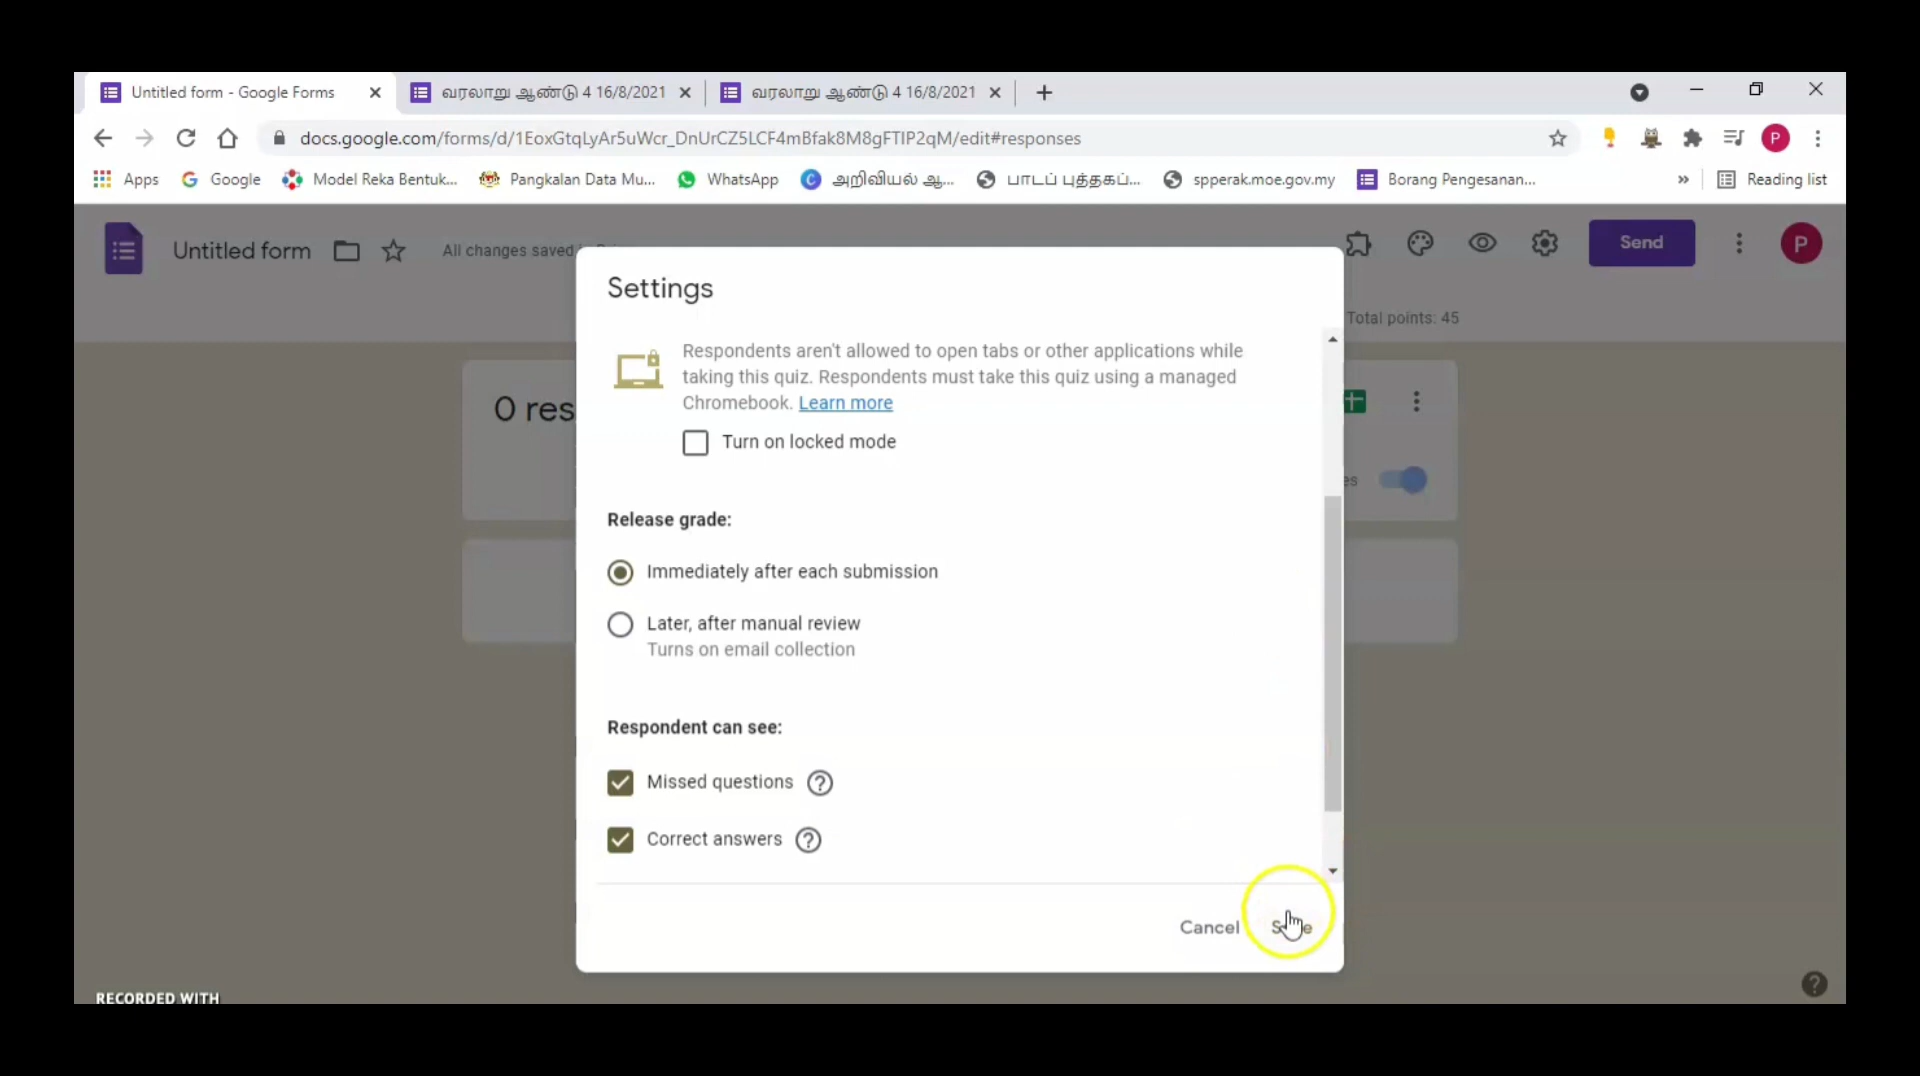 Untitled form - Google Forms
வரலாறு ஆண்டு 4 16/8/2021
வரலாறு ஆண்டு 4 16/8/2021
docs.google.com/forms/d/1EoxGtqLyAr5uWcr_DnUrCZ5LCF4mBfak8M8gFTIP2qM/edit#responses
P
Apps
Google
Model Reka Bentuk...
Pangkalan Data Mu...
WhatsApp
அறிவியல் ஆ...
பாடப் புத்தகப்...
spperak.moe.gov.my
Borang Pengesanan...
»
Reading list
Untitled form
All changes saved
Send
P
Total points: 45
0 res
es
Settings
Respondents aren't allowed to open tabs or other applications while
taking this quiz. Respondents must take this quiz using a managed
Chromebook. Learn more
Turn on locked mode
Release grade:
Immediately after each submission
Later, after manual review
Turns on email collection
Respondent can see:
Missed questions
Correct answers
Cancel
RECORDED WITH